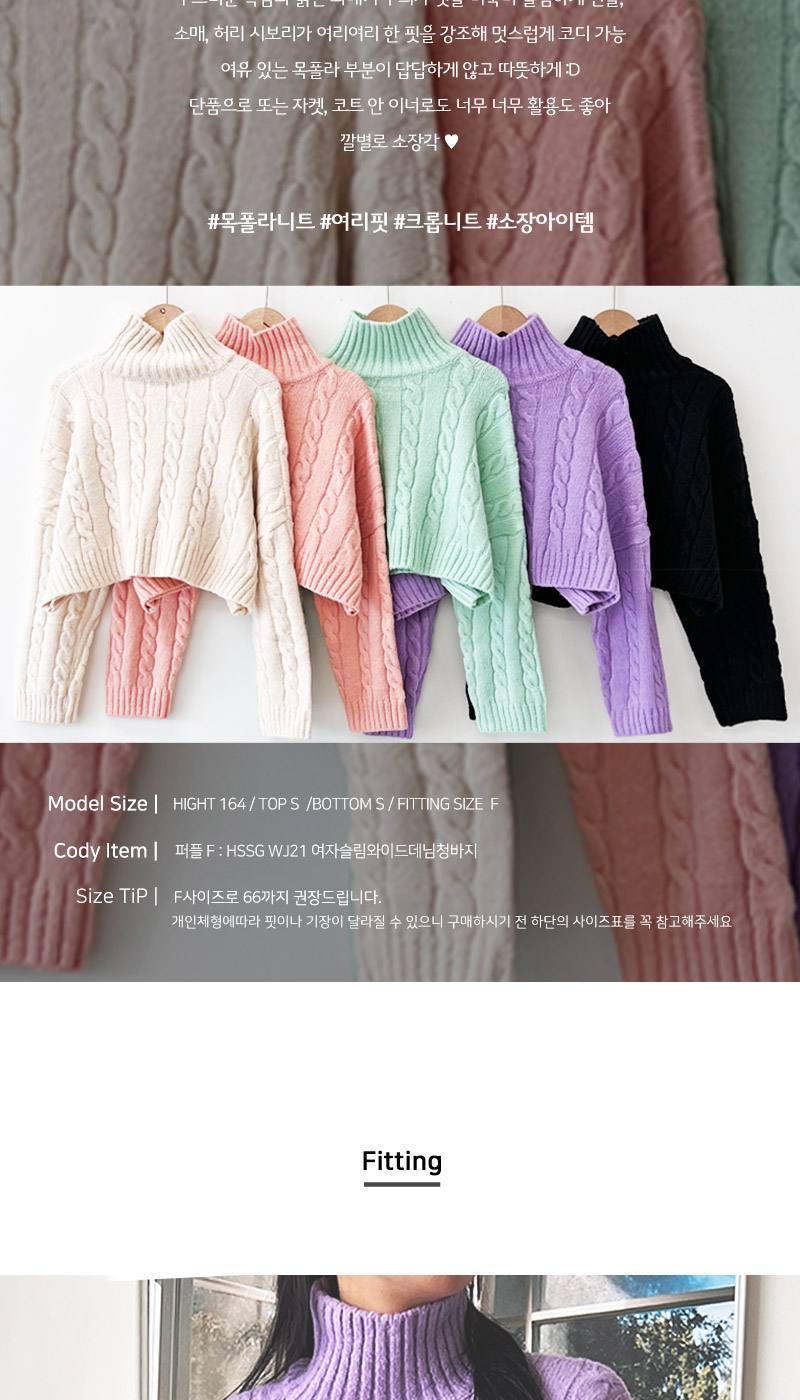 소매, 허리 시보리가 여리여리 한 핏을 강조해 멋스럽게 코디 가능
여유 있는 목폴라 부분이 답답하게 않고 따뜻하게 :D
단품으로 또는 자켓, 코트 안 이너로도 너무 너무 활용도 좋아
깔별로 소장각 ♥
#목폴라니트 #여리핏 #크롭니트 #소장아이템
Model Size | HIGHT 164 / TOP S /BOTTOM S / FITTING SIZE F
Cody Item | 퍼플 F : HSSG WJ21 여자슬림와이드데님청바지
Size TiP | F사이즈로 66까지 권장드립니다.
개인체형에따라 핏이나 기장이 달라질 수 있으니 구매하시기 전 하단의 사이즈표를 꼭 참고해주세요
Fitting